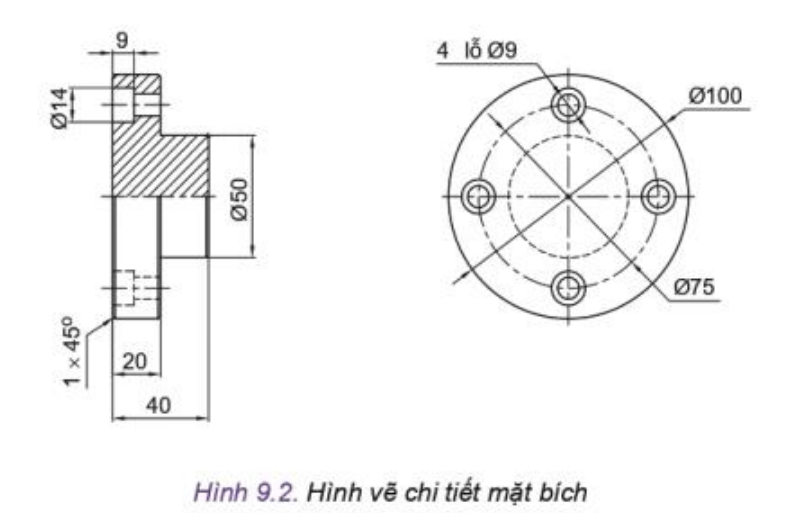 9
Ø14
Ø50
1 × 45°
20
40
4 lỗ Ø9
Ø100
Ø75
Hình 9.2. Hình vẽ chi tiết mặt bích